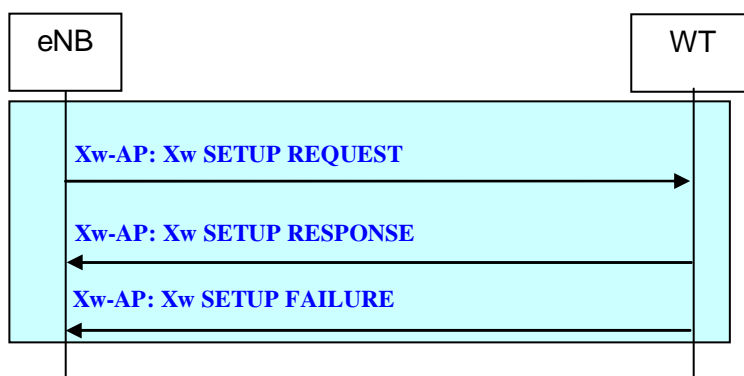 eNB
WT
Xw-AP: Xw SETUP REQUEST
Xw-AP: Xw SETUP RESPONSE
Xw-AP: Xw SETUP FAILURE